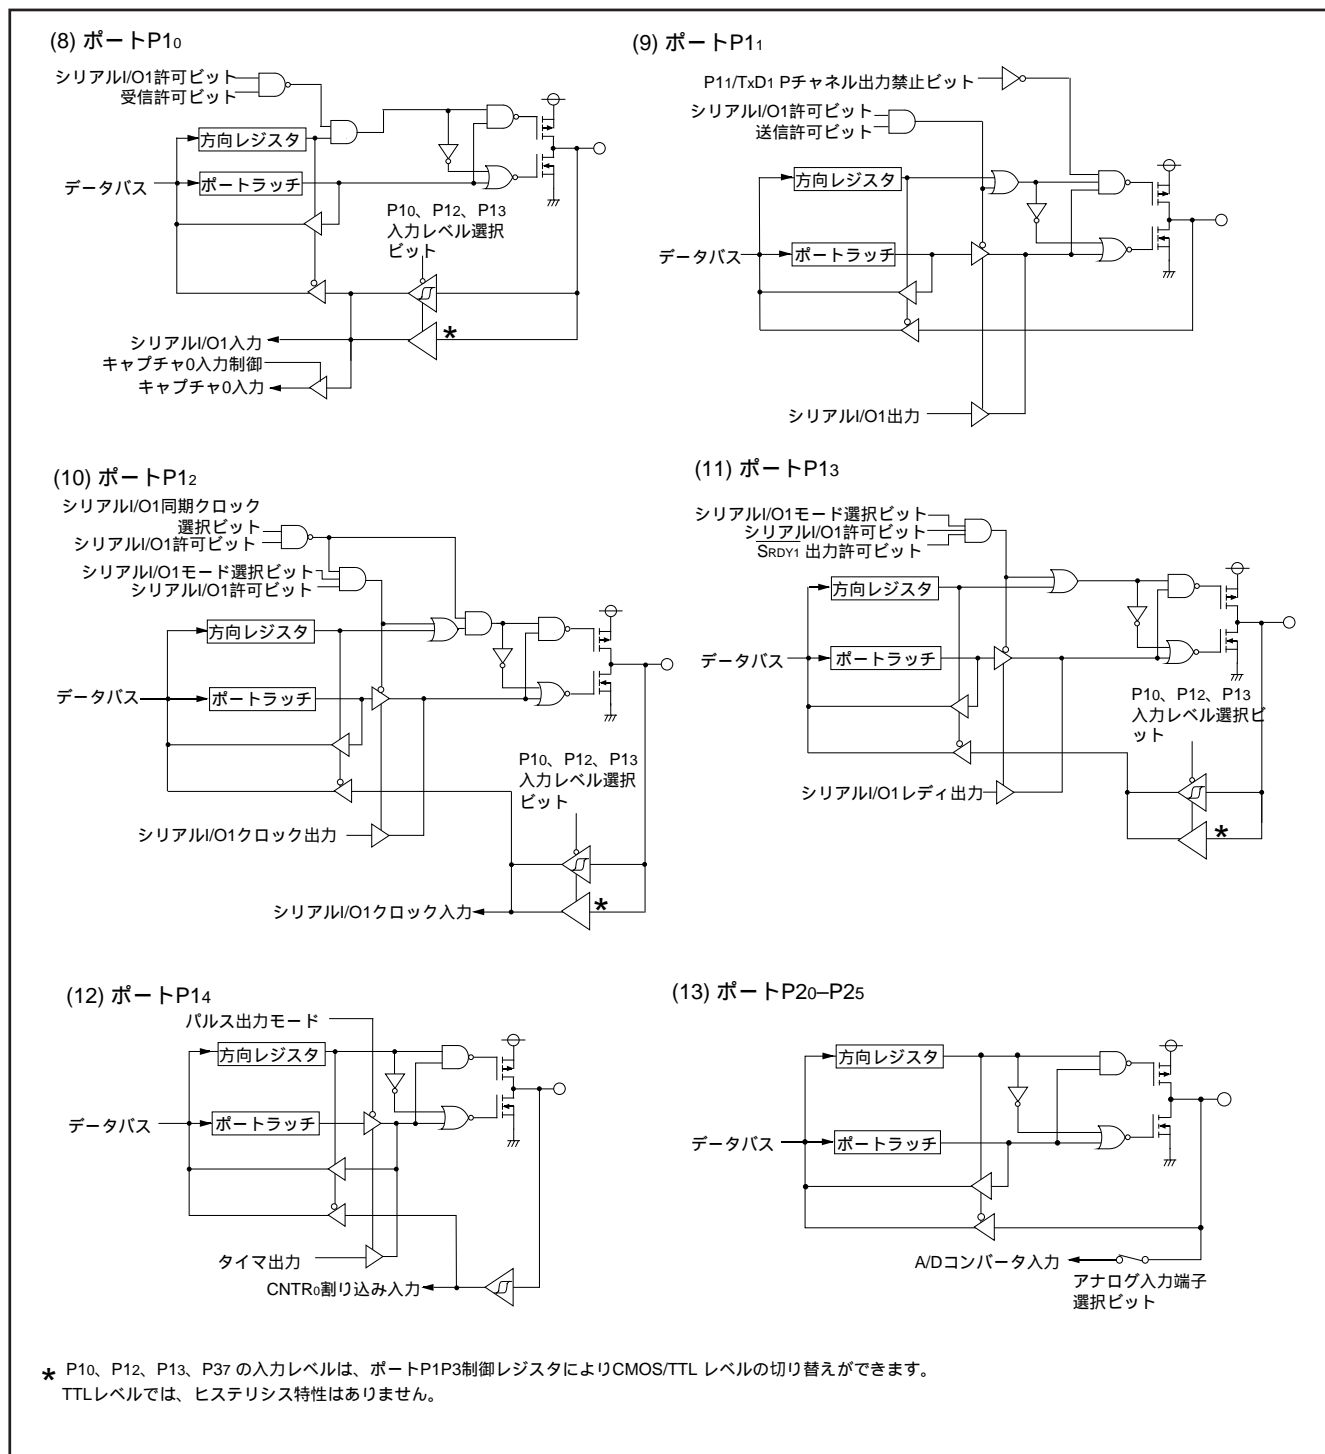 (8) ポートP10
シリアルI/O1許可ビット
受信許可ビット
方向レジスタ
データバス
ポートラッチ
P10、P12、P13
入力レベル選択
ビット
*
シリアルI/O1入力
キャプチャ0入力制御
キャプチャ0入力
(9) ポートP11
P11/TxD1 Pチャネル出力禁止ビット
シリアルI/O1許可ビット
送信許可ビット
方向レジスタ
データバス
ポートラッチ
シリアルI/O1出力
(10) ポートP12
シリアルI/O1同期クロック
選択ビット
シリアルI/O1許可ビット
シリアルI/O1モード選択ビット
シリアルI/O1許可ビット
方向レジスタ
データバス
ポートラッチ
P10、P12、P13
入力レベル選択
ビット
シリアルI/O1クロック出力
*
シリアルI/O1クロック入力
(11) ポートP13
シリアルI/O1モード選択ビット
シリアルI/O1許可ビット
SRDY1 出力許可ビット
方向レジスタ
データバス
ポートラッチ
P10、P12、P13
入力レベル選択ビ
ット
シリアルI/O1レディ出力
*
(12) ポートP14
パルス出力モード
方向レジスタ
データバス
ポートラッチ
タイマ出力
CNTR0割り込み入力
(13) ポートP20–P25
方向レジスタ
データバス
ポートラッチ
A/Dコンバータ入力
アナログ入力端子
選択ビット
* P10、P12、P13、P37 の入力レベルは、ポートP1P3制御レジスタによりCMOS/TTL レベルの切り替えができます。
TTLレベルでは、ヒステリシス特性はありません。